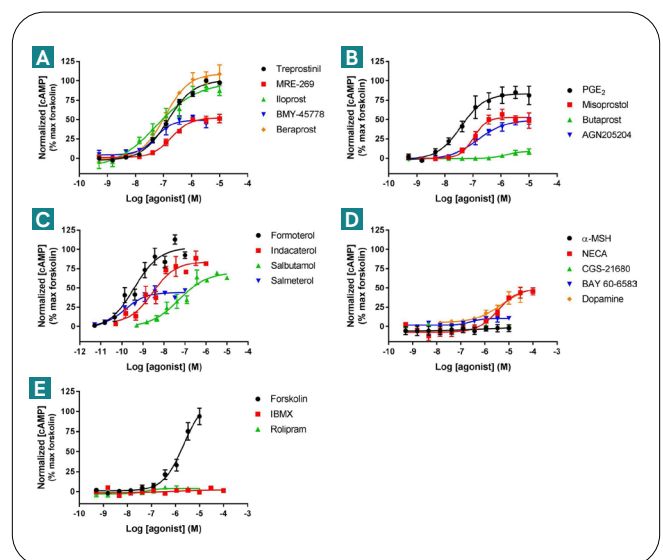 A
Normalized [cAMP]
(% max forskolin)
125
100
75
50
25
0
-10 -9 -8 -7 -6 -5 -4
Log [agonist] (M)
Treprostinil
MRE-269
Iloprost
BMY-45778
Beraprost
B
Normalized [cAMP]
(% max forskolin)
125
100
75
50
25
0
-10 -9 -8 -7 -6 -5 -4
Log [agonist] (M)
PGE₂
Misoprostol
Butaprost
AGN205204
C
Normalized [cAMP]
(% max forskolin)
125
100
75
50
25
0
-12 -11 -10 -9 -8 -7 -6 -5 -4
Log [agonist] (M)
Formoterol
Indacaterol
Salbutamol
Salmeterol
D
Normalized [cAMP]
(% max forskolin)
125
100
75
50
25
0
-10 -9 -8 -7 -6 -5 -4 -3
Log [agonist] (M)
α-MSH
NECA
CGS-21680
BAY 60-6583
Dopamine
E
Normalized [cAMP]
(% max forskolin)
125
100
75
50
25
0
-10 -9 -8 -7 -6 -5 -4 -3
Log [agonist] (M)
Forskolin
IBMX
Rolipram